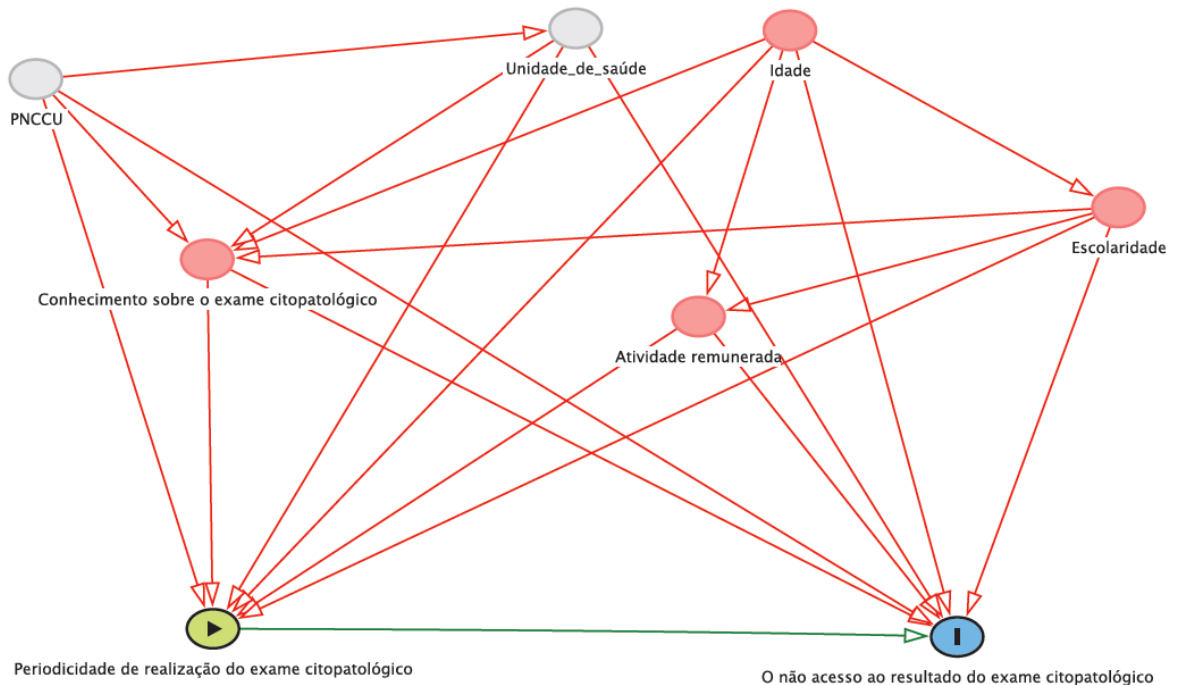 Unidade_de_saúde
Idade
PNCCU
Escolaridade
Conhecimento sobre o exame citopatológico
Atividade remunerada
Periodicidade de realização do exame citopatológico
O não acesso ao resultado do exame citopatológico